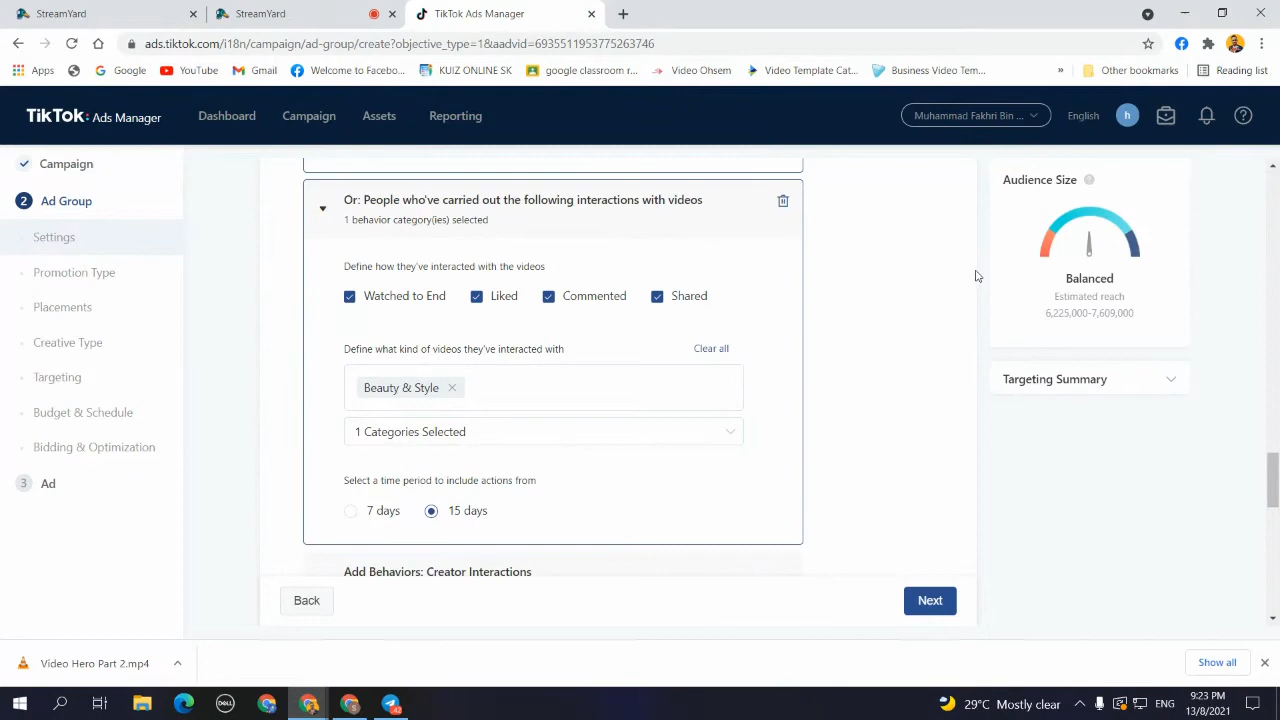 StreamYard
StreamYard
TikTok Ads Manager
ads.tiktok.com/i18n/campaign/ad-group/create?objective_type=1&aadvid=6935511953775263746
Apps
Google
YouTube
Gmail
Welcome to Facebo...
KUIZ ONLINE SK
google classroom r...
Video Ohsem
Video Template Cat...
Business Video Tem...
»
Other bookmarks
Reading list
TikTok: Ads Manager
Dashboard
Campaign
Assets
Reporting
Muhammad Fakhri Bin ...
English
h
Campaign
2 Ad Group
Settings
Promotion Type
Placements
Creative Type
Targeting
Budget & Schedule
Bidding & Optimization
3 Ad
Or: People who've carried out the following interactions with videos
1 behavior category(ies) selected
Define how they've interacted with the videos
Watched to End
Liked
Commented
Shared
Define what kind of videos they've interacted with
Clear all
Beauty & Style
1 Categories Selected
Select a time period to include actions from
7 days
15 days
Add Behaviors: Creator Interactions
Back
Next
Audience Size
Balanced
Estimated reach
6,225,000-7,609,000
Targeting Summary
Video Hero Part 2.mp4
Show all
DELL
29°C Mostly clear
ENG
9:23 PM
13/8/2021